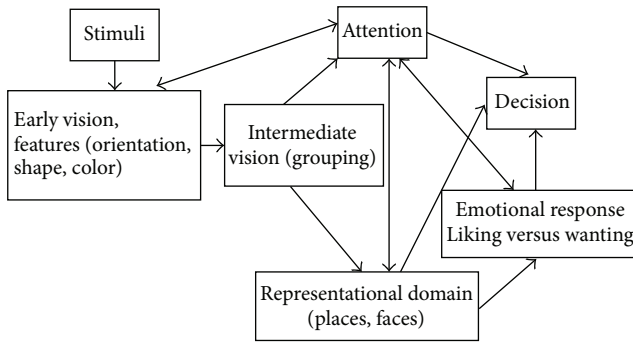 Stimuli
Attention
Decision
Early vision,
features (orientation,
shape, color)
Intermediate
vision (grouping)
Emotional response
Liking versus wanting
Representational domain
(places, faces)